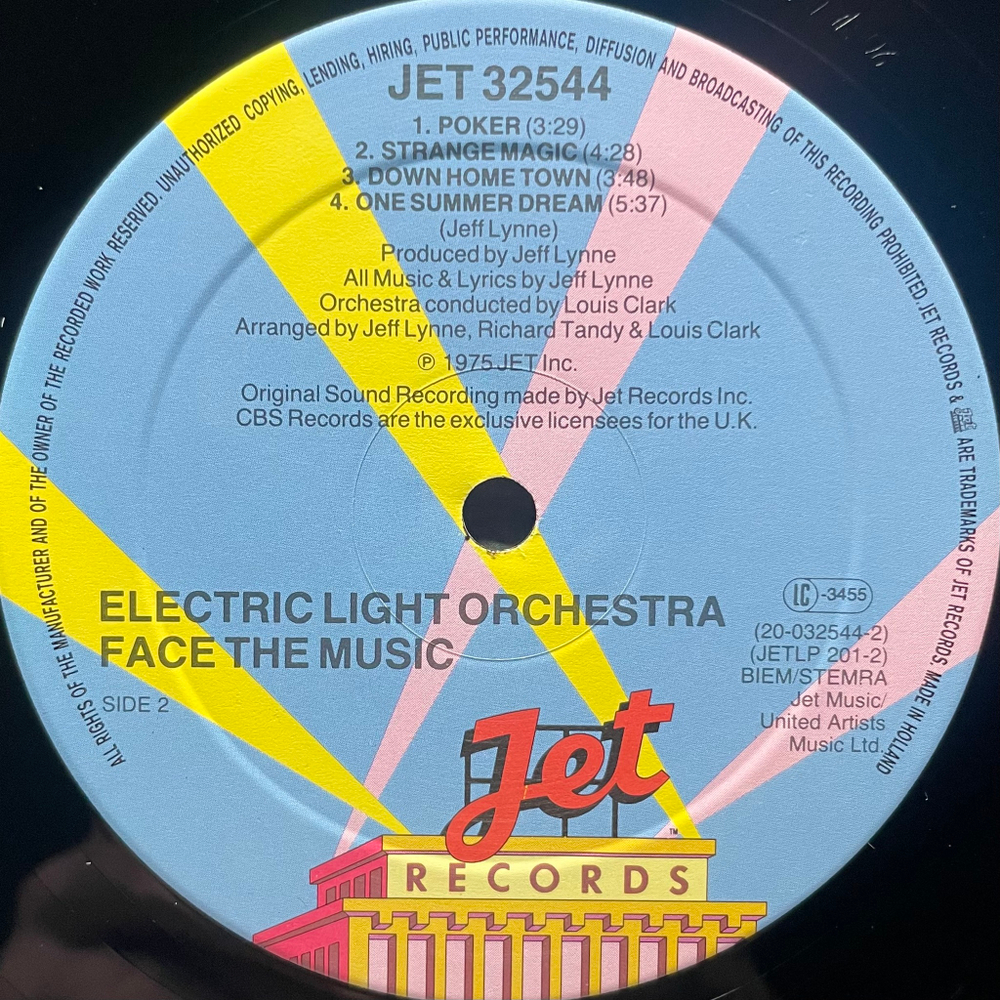 ALL RIGHTS OF THE MANUFACTURER AND OF THE OWNER OF THE RECORDED WORK RESERVED. UNAUTHORIZED COPYING, LENDING, HIRING, PUBLIC PERFORMANCE, DIFFUSION AND BROADCASTING OF THIS RECORDING PROHIBITED. JET RECORDS & ARE TRADEMARKS OF JET RECORDS. MADE IN HOLLAND
JET 32544
1. POKER (3:29)
2. STRANGE MAGIC (4:28)
3. DOWN HOME TOWN (3:48)
4. ONE SUMMER DREAM (5:37)
(Jeff Lynne)
Produced by Jeff Lynne
All Music & Lyrics by Jeff Lynne
Orchestra conducted by Louis Clark
Arranged by Jeff Lynne, Richard Tandy & Louis Clark
℗ 1975 JET Inc.
Original Sound Recording made by Jet Records Inc.
CBS Records are the exclusive licensees for the U.K.
ELECTRIC LIGHT ORCHESTRA
FACE THE MUSIC
SIDE 2
LC -3455
(20-032544-2)
(JETLP 201-2)
BIEM/STEMRA
Jet Music/
United Artists
Music Ltd.
Jet
TM
RECORDS